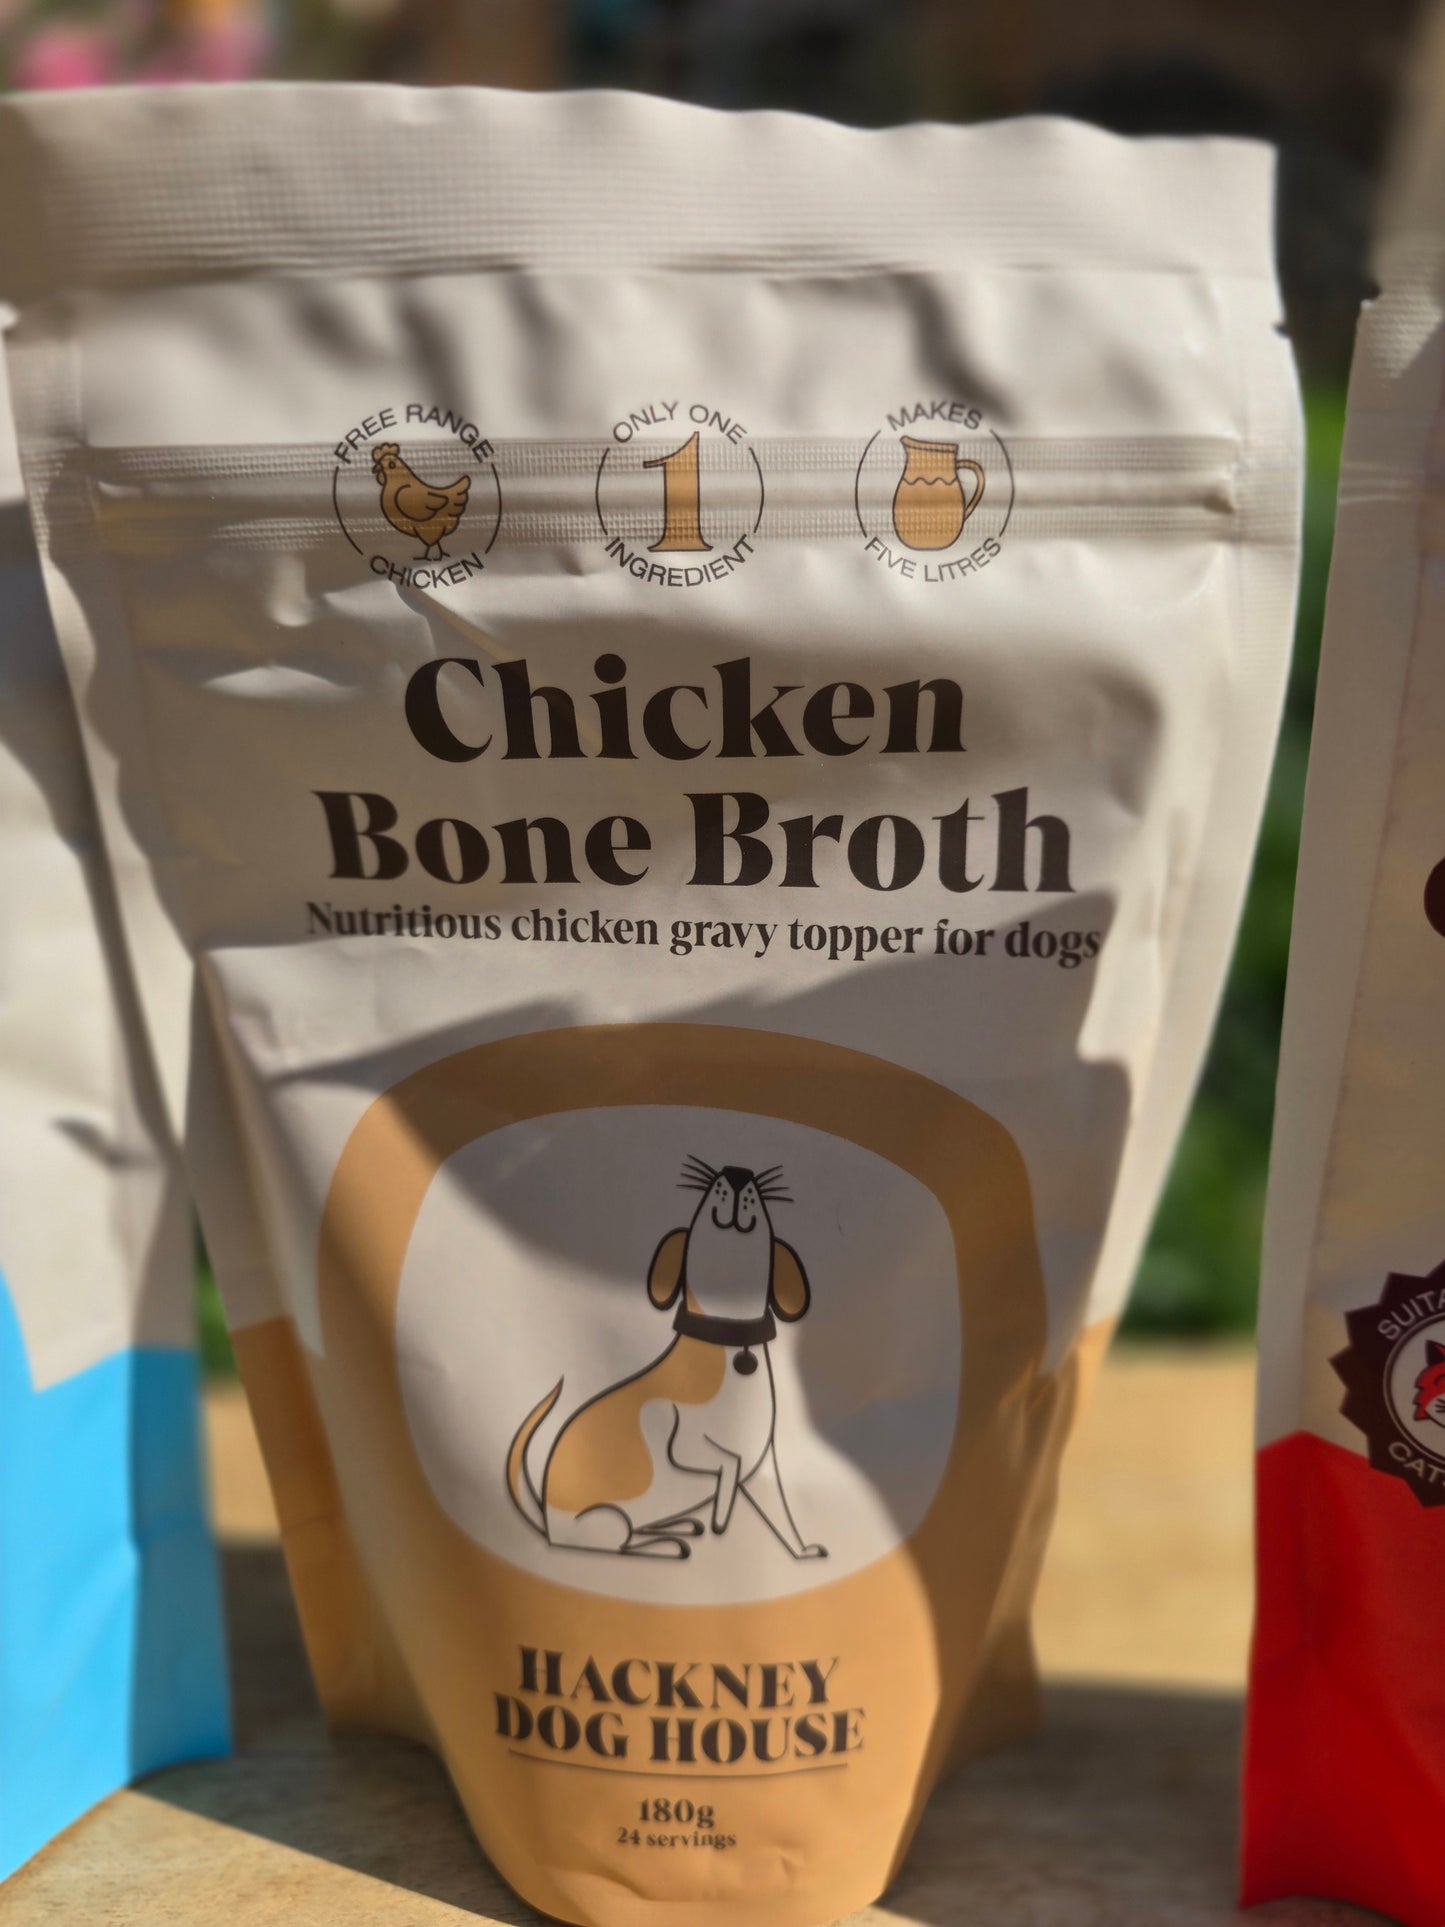 FREE RANGE
CHICKEN
ONLY ONE
1
INGREDIENT
MAKES
FIVE LITRES
Chicken
Bone Broth
Nutritious chicken gravy topper for dogs
HACKNEY
DOG HOUSE
180g
24 servings